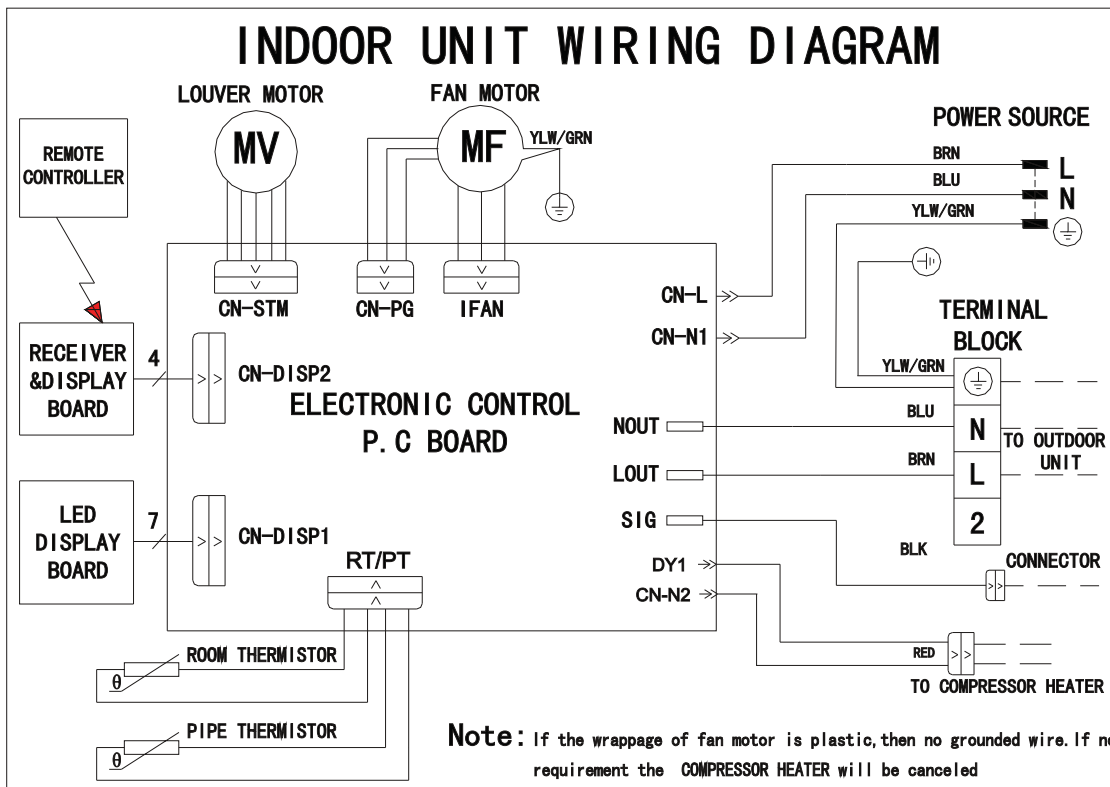 INDOOR UNIT WIRING DIAGRAM
LOUVER MOTOR
FAN MOTOR
POWER SOURCE
REMOTE
CONTROLLER
MV
MF
YLW/GRN
BRN
L
BLU
N
YLW/GRN
CN-STM
CN-PG
IFAN
CN-L
CN-N1
TERMINAL
BLOCK
RECEIVER
&DISPLAY
BOARD
4
CN-DISP2
YLW/GRN
ELECTRONIC CONTROL
P.C BOARD
NOUT
BLU
N
TO OUTDOOR
UNIT
LOUT
BRN
L
SIG
2
LED
DISPLAY
BOARD
7
CN-DISP1
BLK
CONNECTOR
RT/PT
DY1
CN-N2
RED
TO COMPRESSOR HEATER
ROOM THERMISTOR
θ
PIPE THERMISTOR
θ
Note: If the wrappage of fan motor is plastic,then no grounded wire.If
requirement the COMPRESSOR HEATER will be canceled